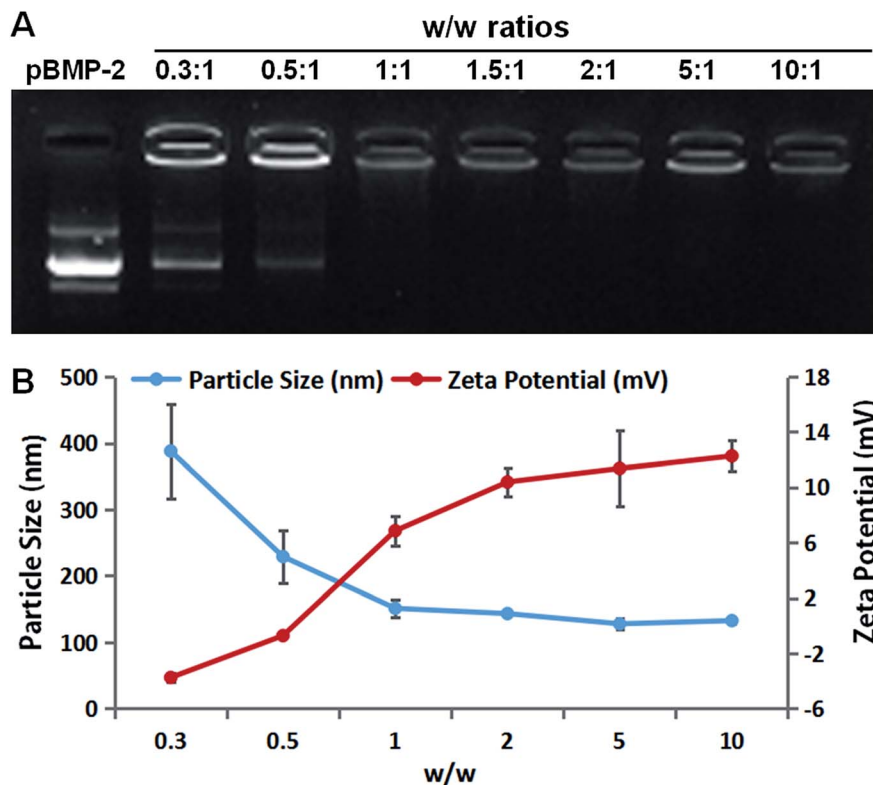 A
w/w ratios
pBMP-2 0.3:1 0.5:1 1:1 1.5:1 2:1 5:1 10:1
B
Particle Size (nm) Zeta Potential (mV)
500
400
300
200
100
0
Particle Size (nm)
18
14
10
6
2
-2
-6
Zeta Potential (mV)
0.3 0.5 1 2 5 10
w/w